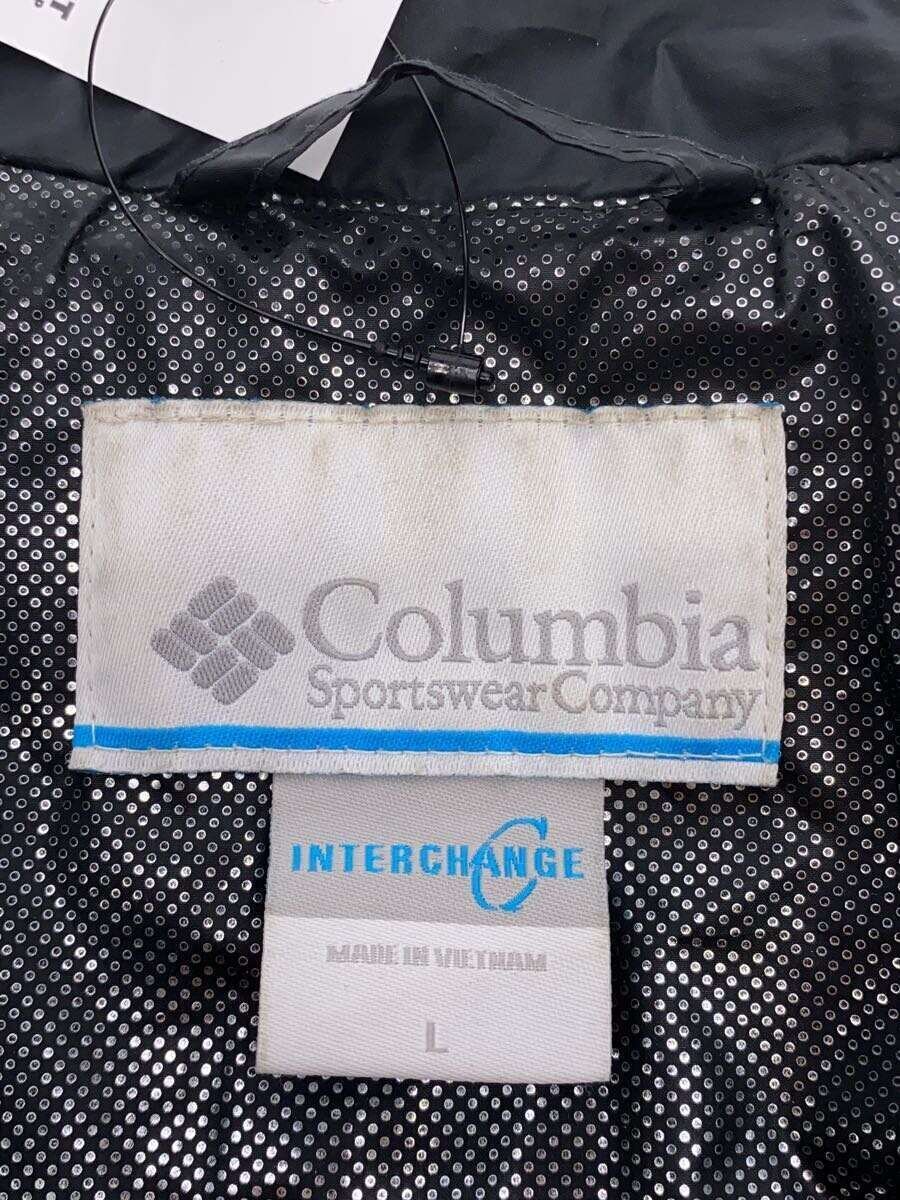 T.
Columbia
Sportswear Company
INTERCHANGE
MADE IN VIETNAM
L